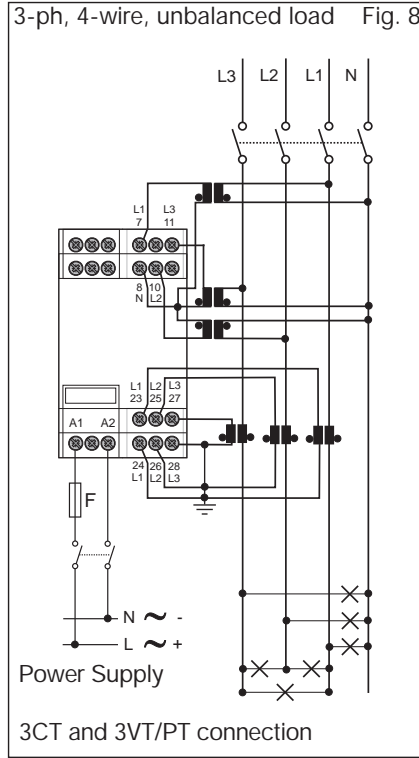 3-ph, 4-wire, unbalanced load Fig. 8
L3 L2 L1 N
L1 L3
7 11
8 10
N L2
L1 L2 L3
23 25 27
A1 A2
24 26 28
L1 L2 L3
F
N ~ -
L ~ +
Power Supply
3CT and 3VT/PT connection